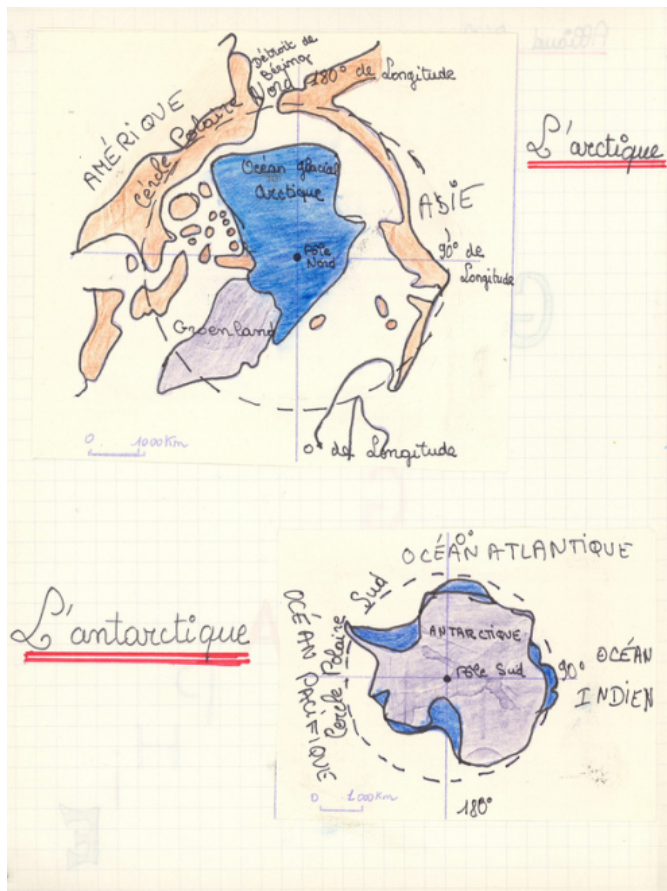 Détroit de
Béring
180° de Longitude
AMÉRIQUE
Cércle Polaire Nord
L'arctique
Océan glacial
arctique
ASIE
90° de
Longitude
Pôle
Nord
Groenland
0 1000 Km
0° de Longitude
0°
OCÉAN ATLANTIQUE
L'antarctique
OCÉAN PACIFIQUE
Cercle Polaire Sud
ANTARCTIQUE
Pôle Sud
90° OCÉAN
INDIEN
0 1000 Km
180°